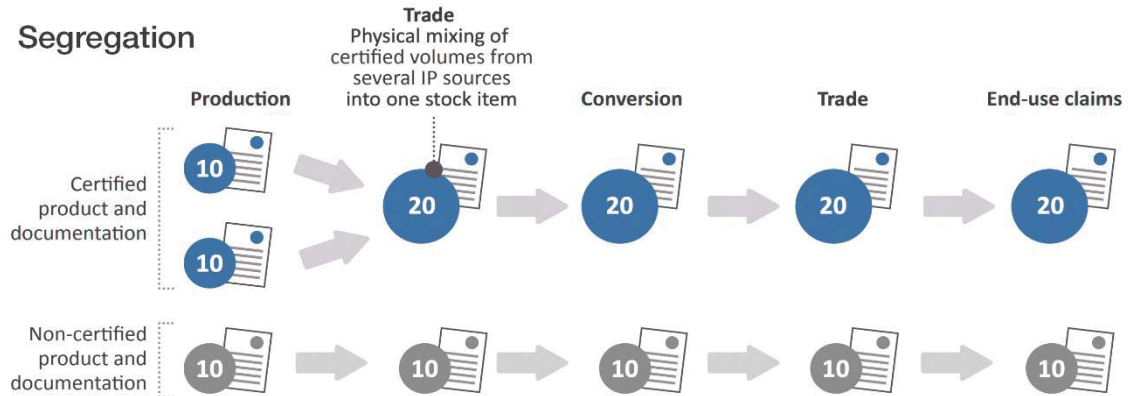 Segregation
Trade
Physical mixing of
certified volumes from
several IP sources
into one stock item
Production
Conversion
Trade
End-use claims
Certified
product and
documentation
10
10
20
20
20
20
Non-certified
product and
documentation
10
10
10
10
10